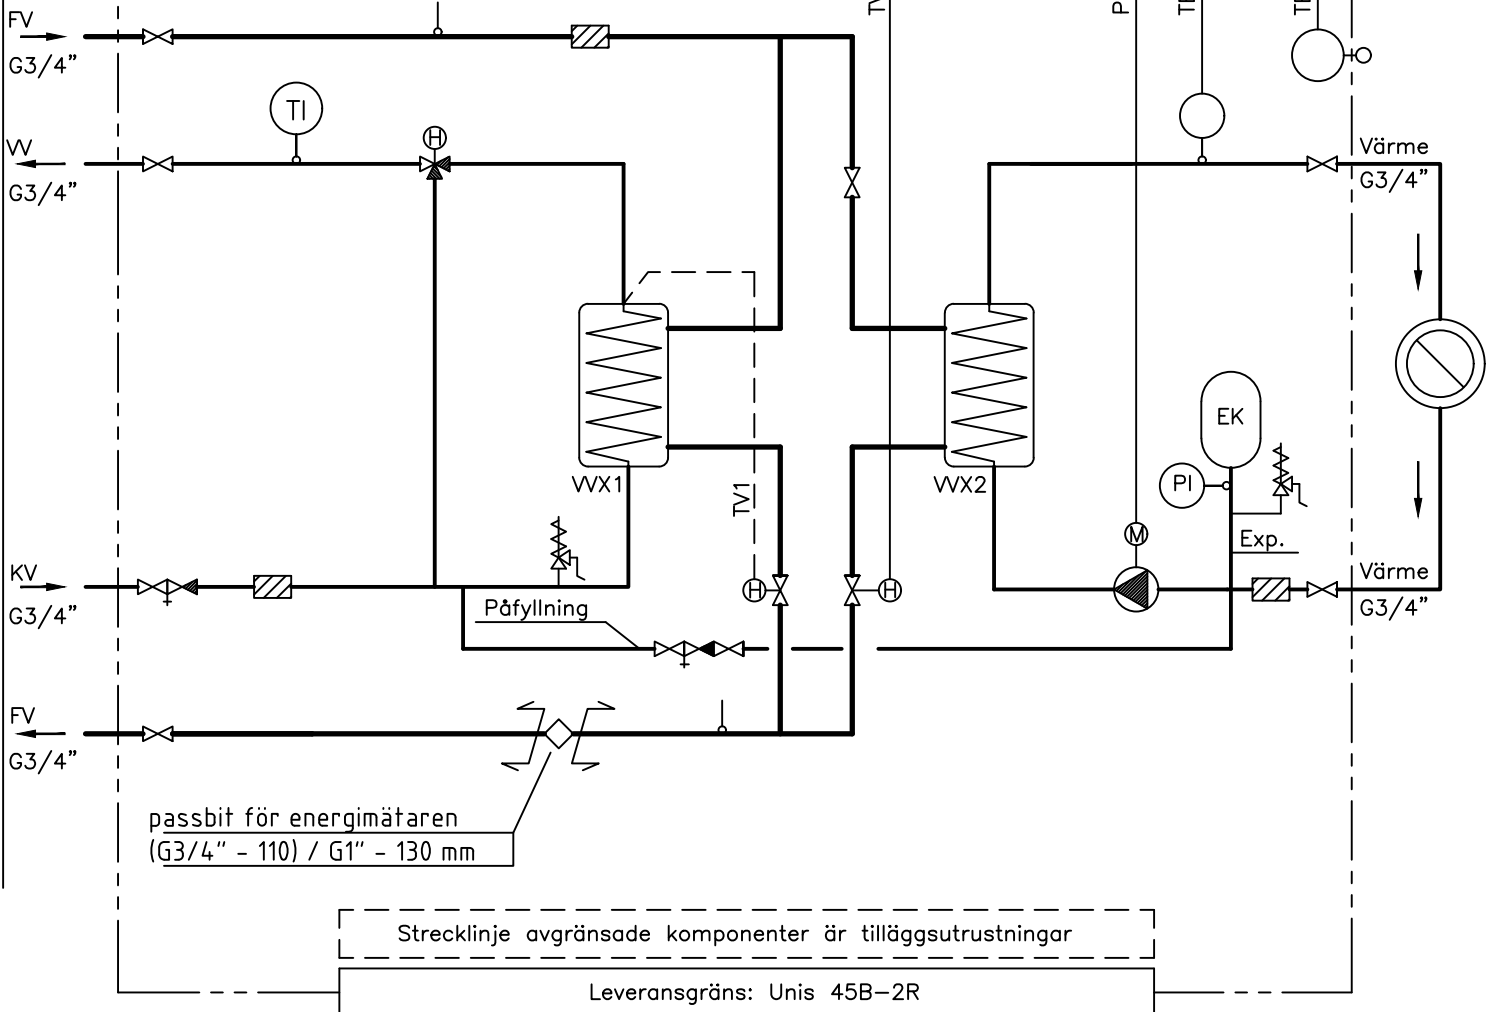 FV
G3/4”
VV
G3/4”
TI
H
Värme
G3/4”
VVX1
VVX2
TV1
EK
PI
M
Exp.
KV
G3/4”
H
H
Värme
G3/4”
Påfyllning
FV
G3/4”
passbit för energimätaren
(G3/4” - 110) / G1” - 130 mm
Strecklinje avgränsade komponenter är tilläggsutrustningar
Leveransgräns: Unis 45B-2R